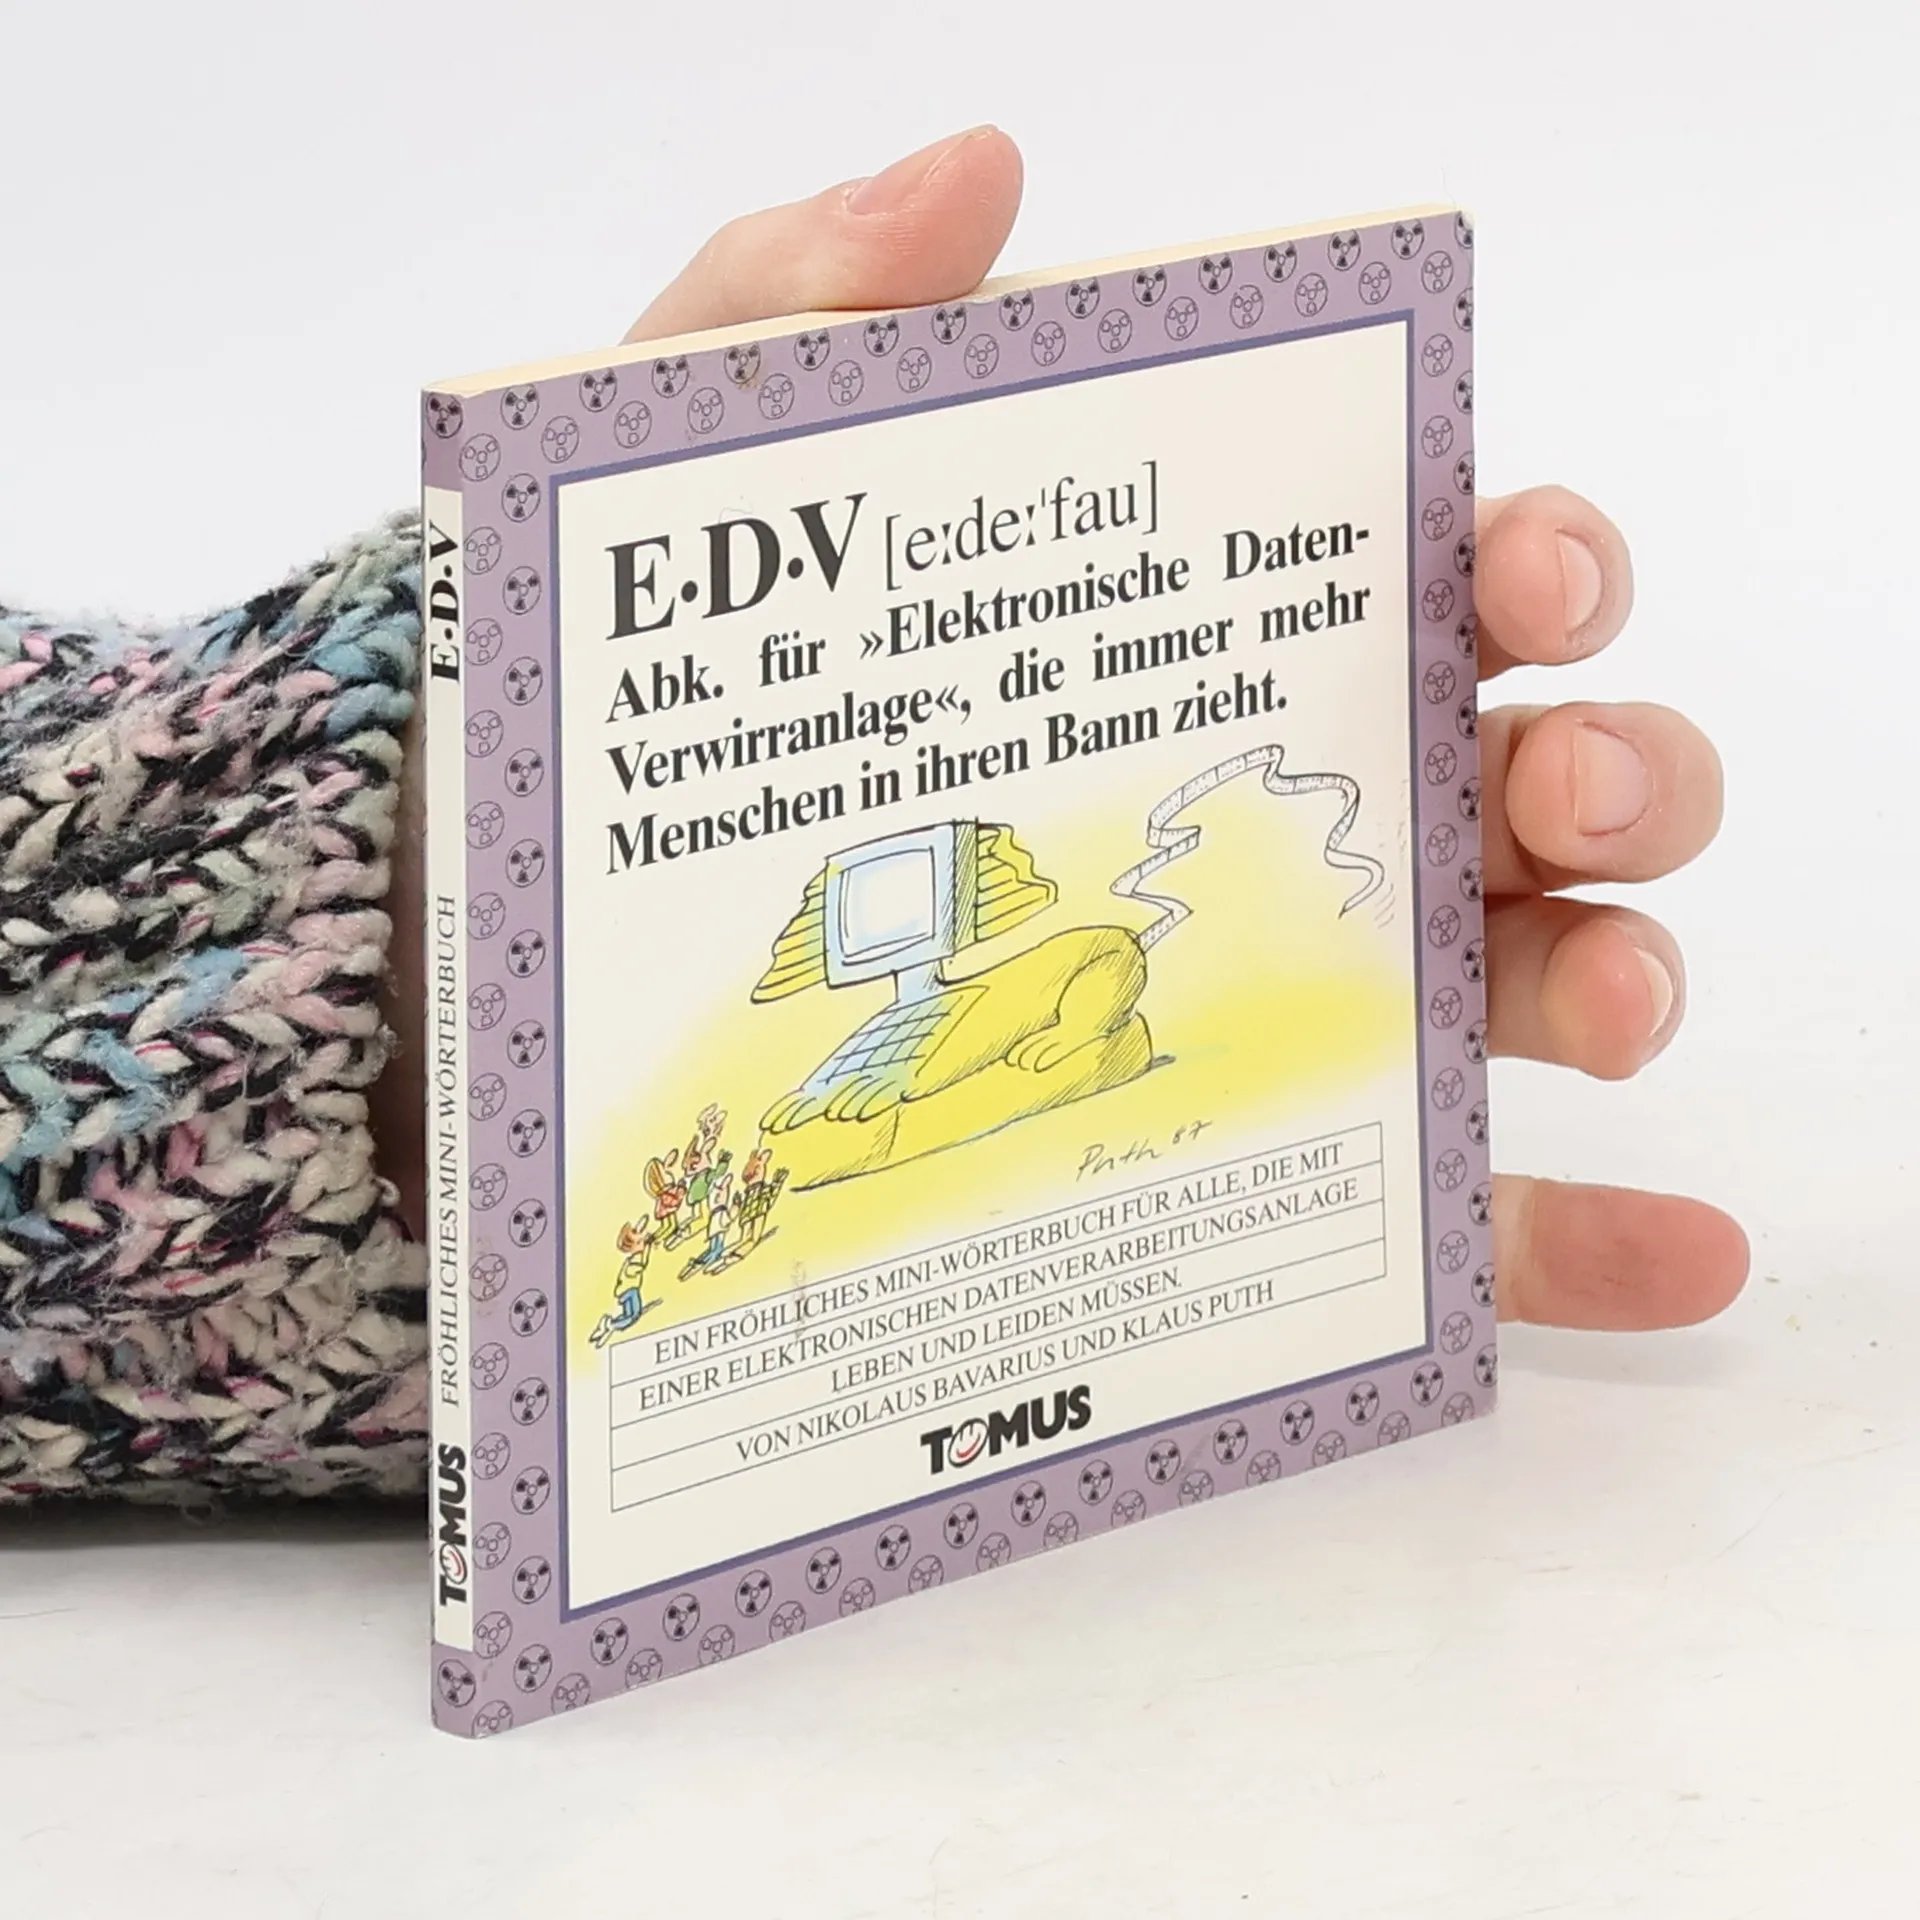 E·D·V [eːdeːˈfau]
Abk. für »Elektronische Daten-
Verwirranlage«, die immer mehr
Menschen in ihren Bann zieht.
Puth 87
EIN FRÖHLICHES MINI-WÖRTERBUCH FÜR ALLE, DIE MIT
EINER ELEKTRONISCHEN DATENVERARBEITUNGSANLAGE
LEBEN UND LEIDEN MÜSSEN.
VON NIKOLAUS BAVARIUS UND KLAUS PUTH
TOMUS
E·D·V FRÖHLICHES MINI-WÖRTERBUCH TOMUS